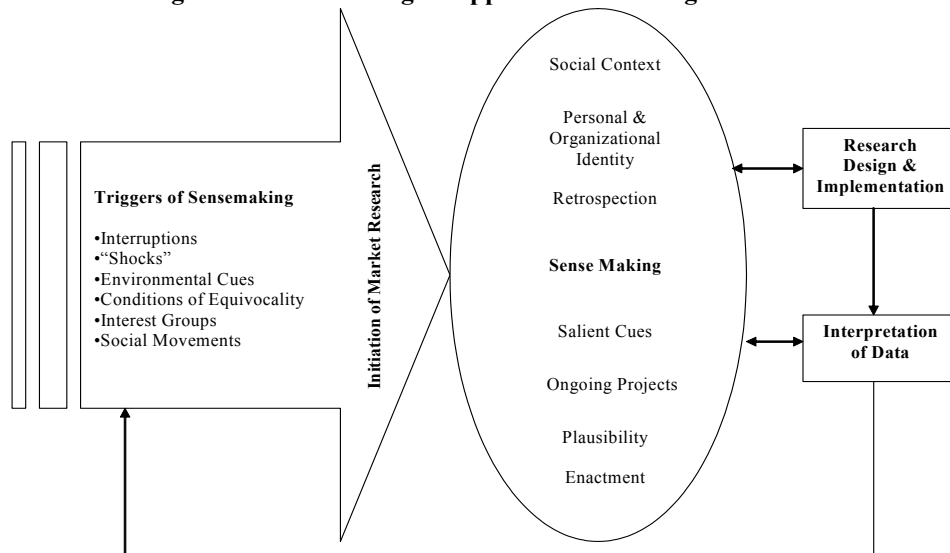 Triggers of Sensemaking
•Interruptions
•“Shocks”
•Environmental Cues
•Conditions of Equivocality
•Interest Groups
•Social Movements
Initiation of Market Research
Social Context
Personal &
Organizational
Identity
Retrospection
Sense Making
Salient Cues
Ongoing Projects
Plausibility
Enactment
Research
Design &
Implementation
Interpretation
of Data